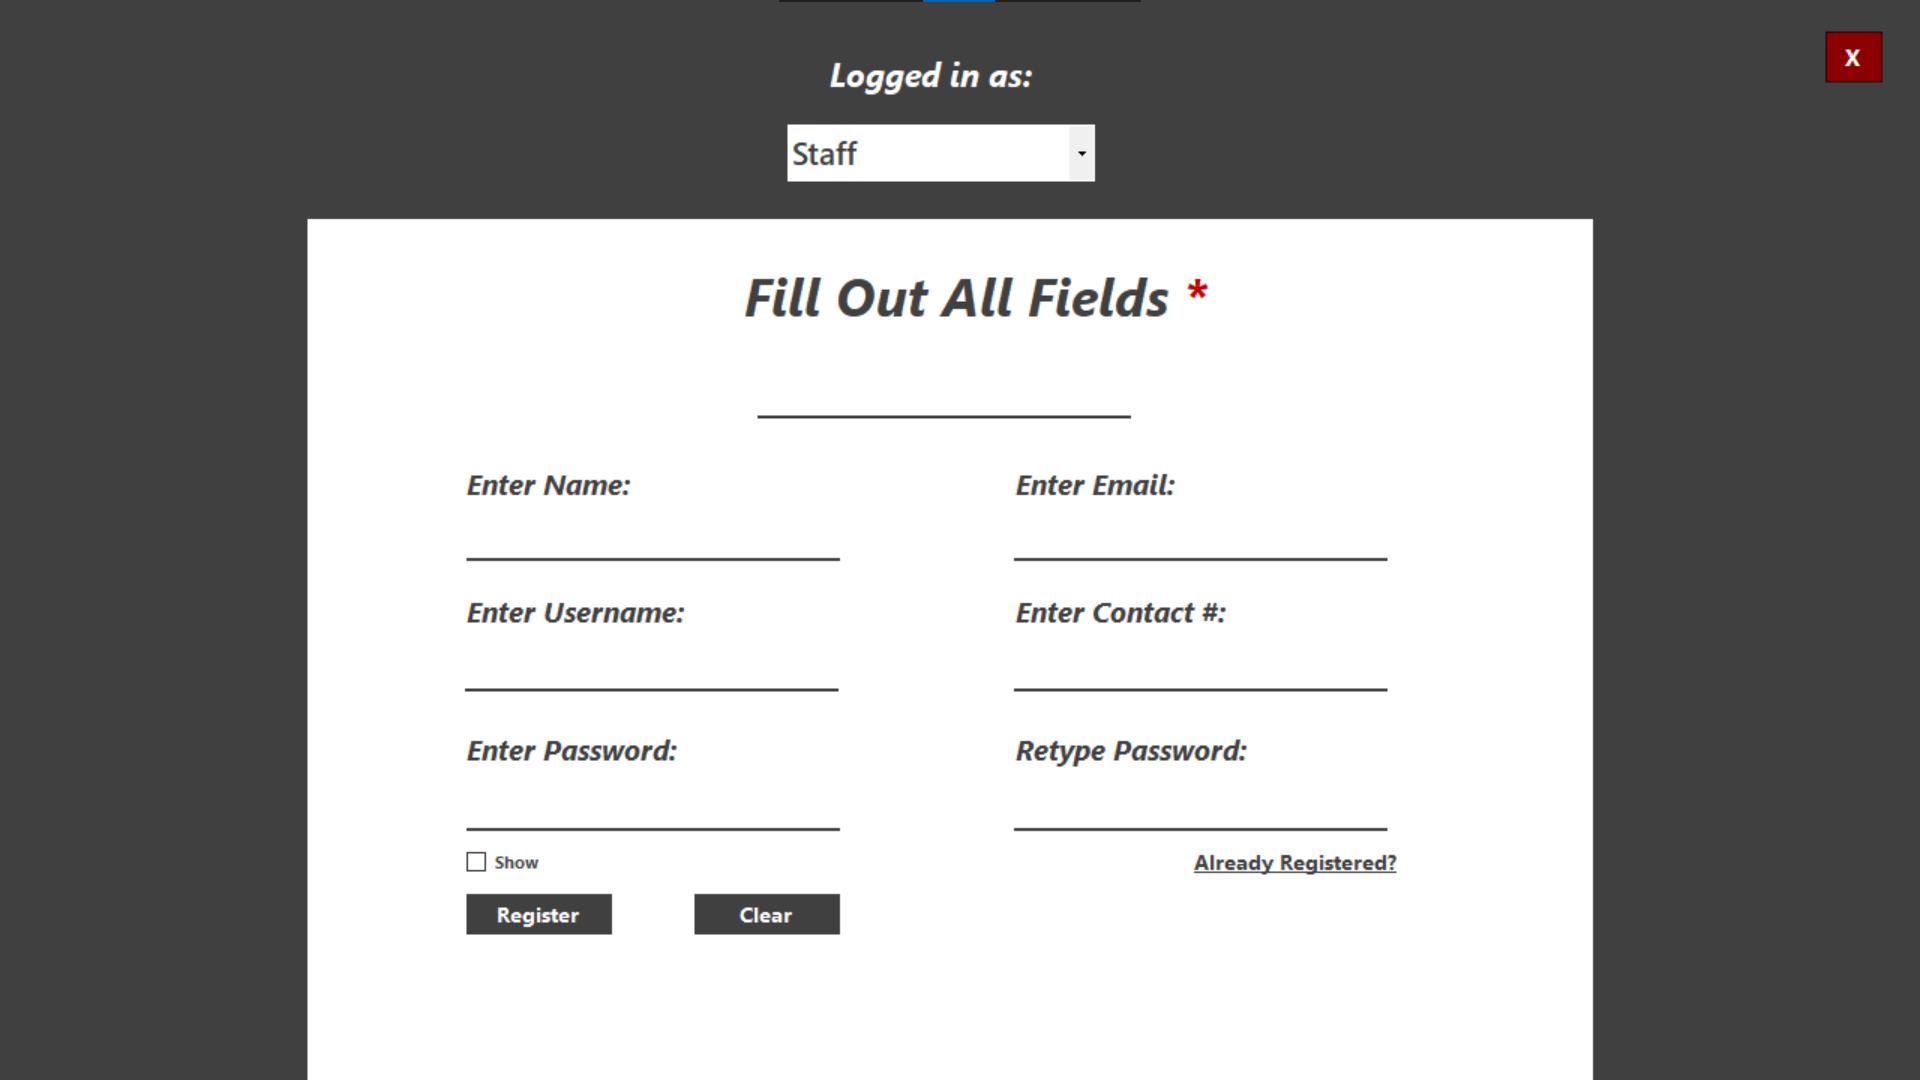 Logged in as:
X
Staff
Fill Out All Fields *
Enter Name:
Enter Email:
Enter Username:
Enter Contact #:
Enter Password:
Retype Password:
Show
Already Registered?
Register
Clear